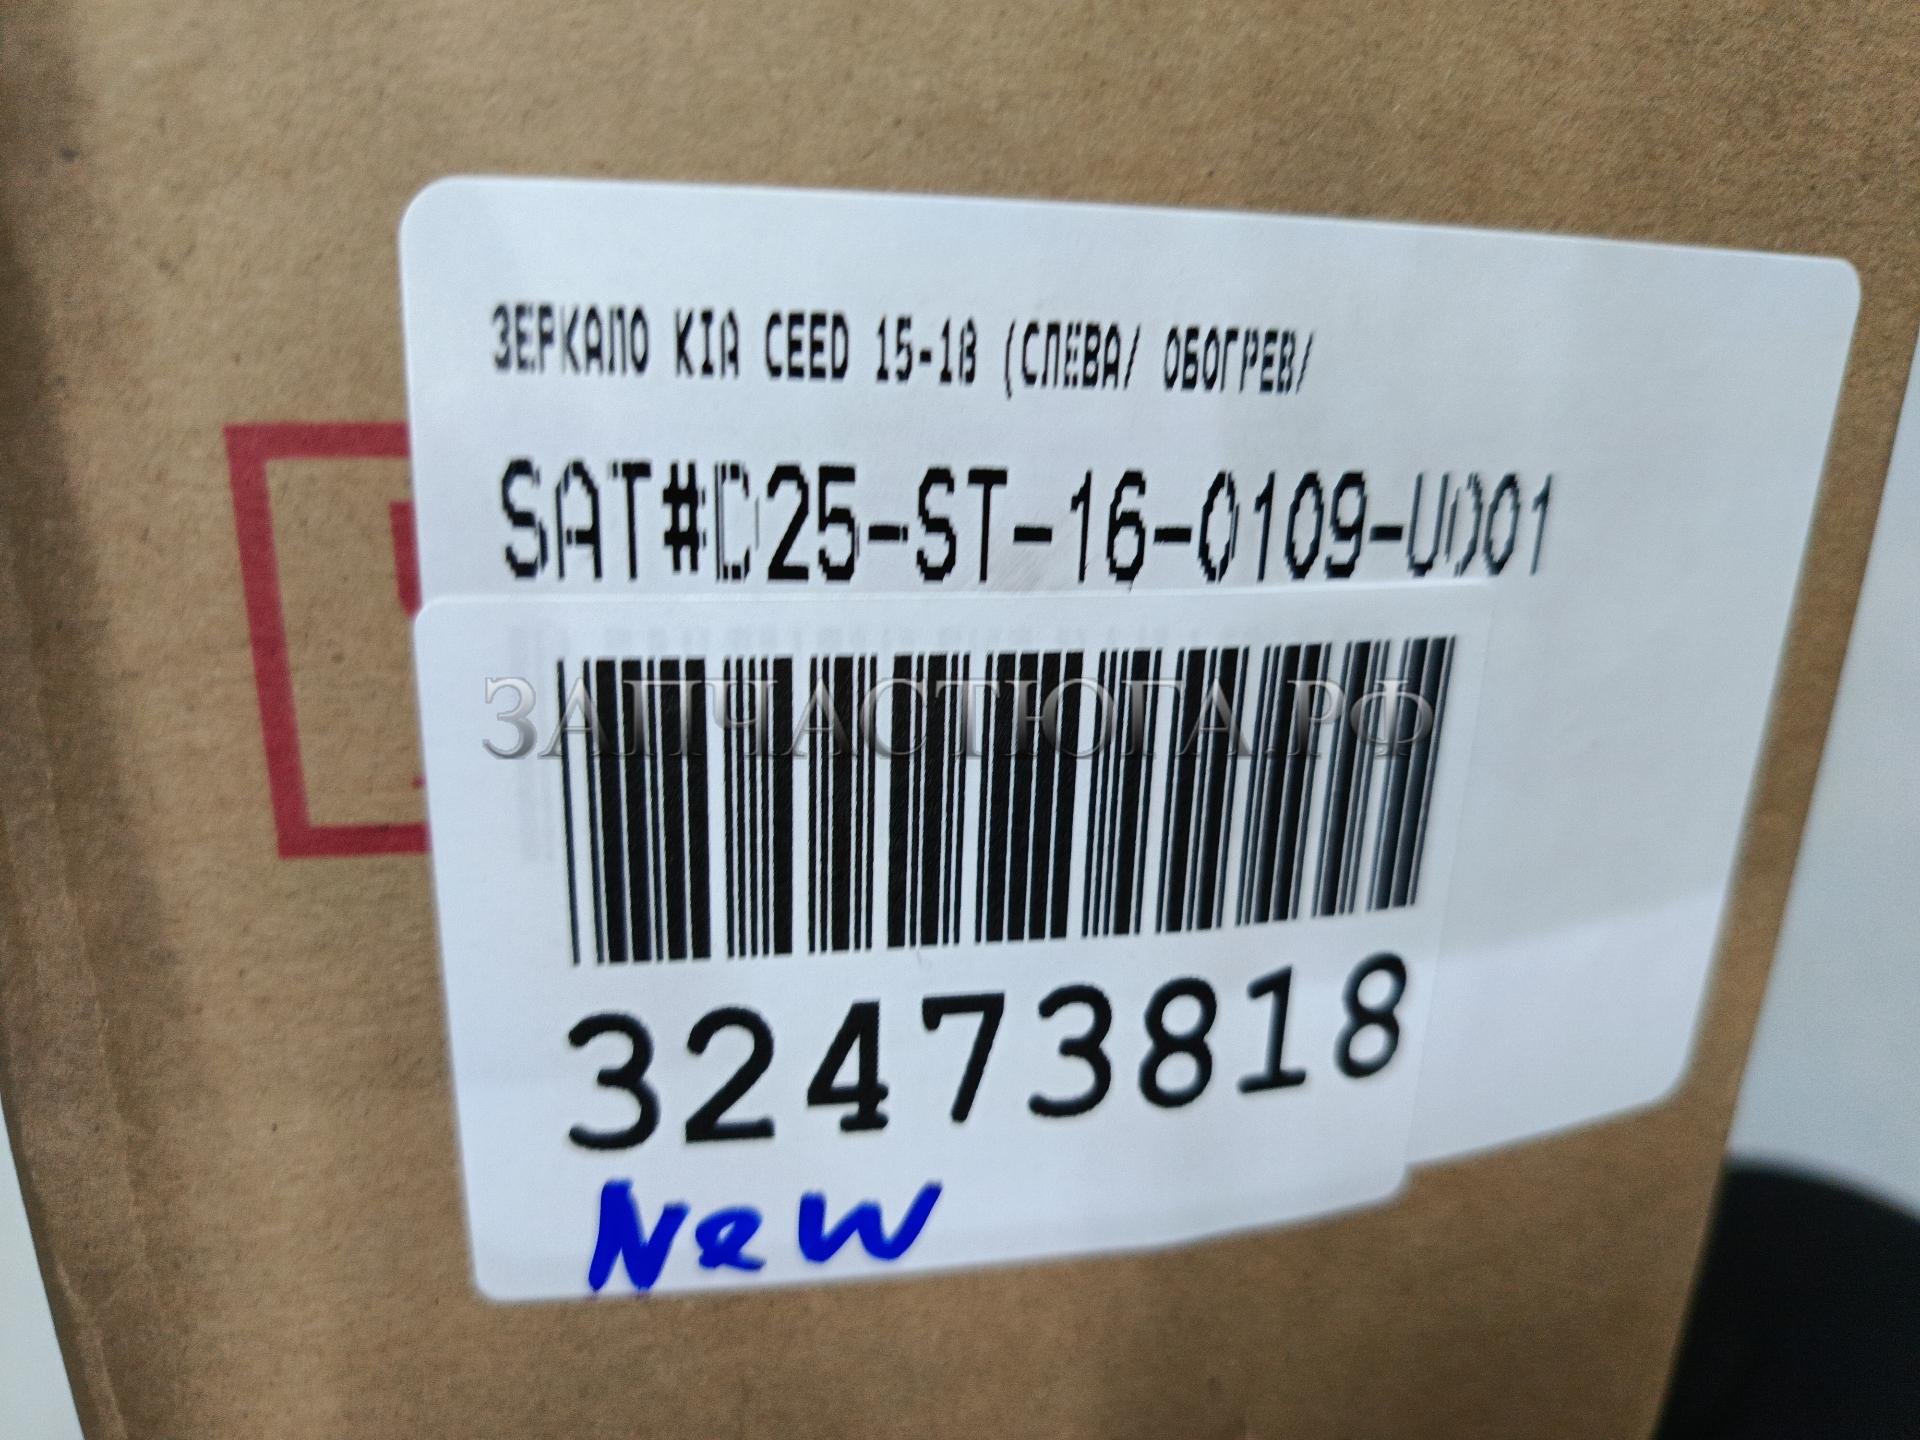 ЗЕРКАЛО KIA CEED 15-18 (СЛЕВА/ ОБОГРЕВ/
SAT#D25-ST-16-0109-U001
ЗАПЧАСТЮГА.РФ
32473818
New